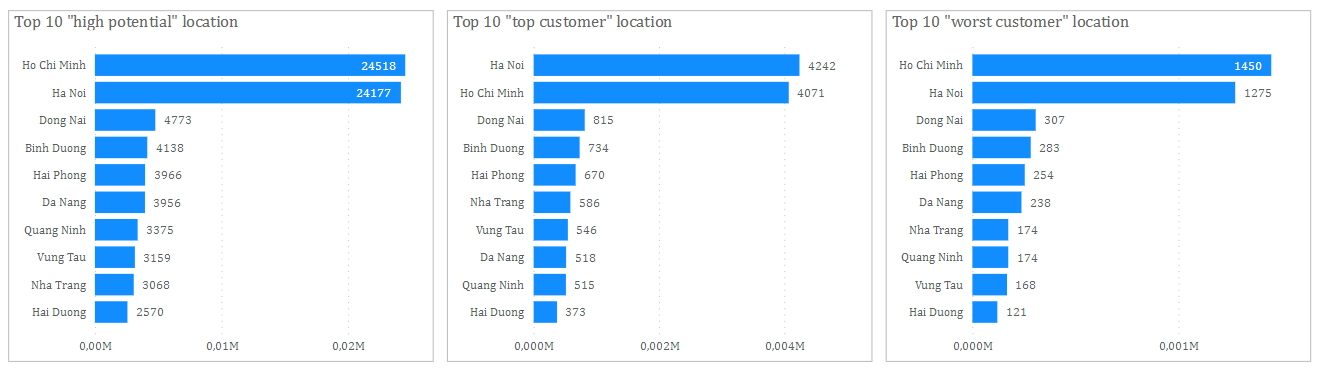 Top 10 "high potential" location
Ho Chi Minh 24518
Ha Noi 24177
Dong Nai 4773
Binh Duong 4138
Hai Phong 3966
Da Nang 3956
Quang Ninh 3375
Vung Tau 3159
Nha Trang 3068
Hai Duong 2570
0,00M 0,01M 0,02M
Top 10 "top customer" location
Ha Noi 4242
Ho Chi Minh 4071
Dong Nai 815
Binh Duong 734
Hai Phong 670
Nha Trang 586
Vung Tau 546
Da Nang 518
Quang Ninh 515
Hai Duong 373
0,000M 0,002M 0,004M
Top 10 "worst customer" location
Ho Chi Minh 1450
Ha Noi 1275
Dong Nai 307
Binh Duong 283
Hai Phong 254
Da Nang 238
Nha Trang 174
Quang Ninh 174
Vung Tau 168
Hai Duong 121
0,000M 0,001M